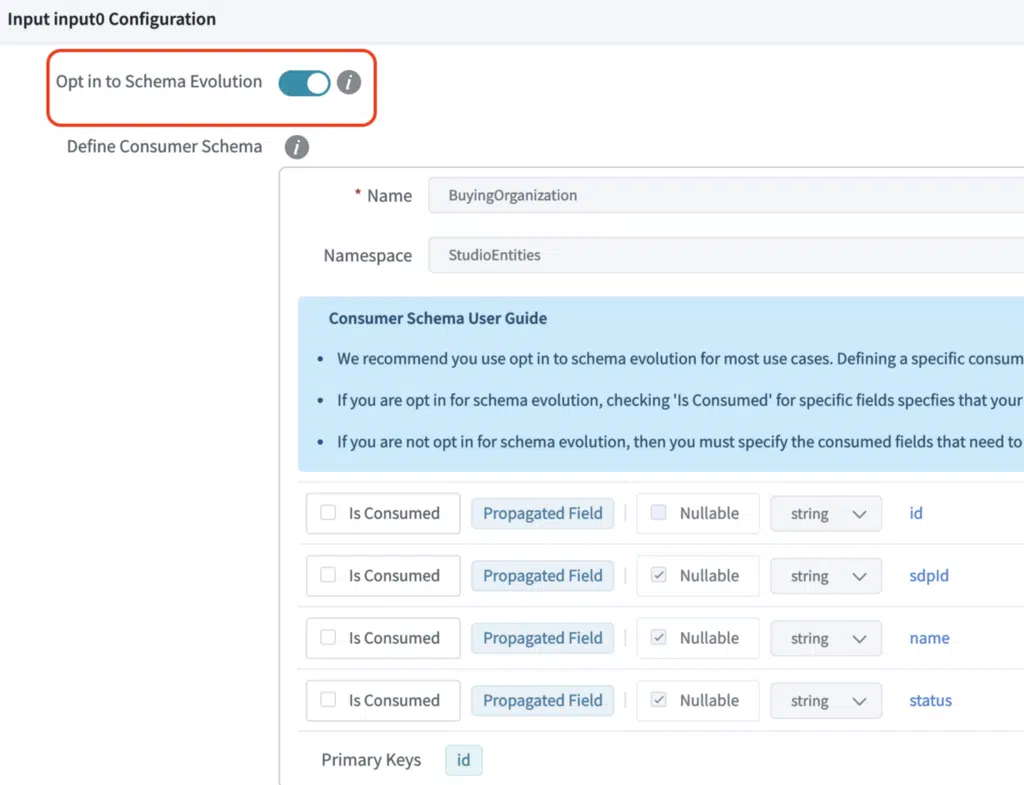 Input input0 Configuration
Opt in to Schema Evolution i
Define Consumer Schema i
* Name BuyingOrganization
Namespace StudioEntities
Consumer Schema User Guide
• We recommend you use opt in to schema evolution for most use cases. Defining a specific consum
• If you are opt in for schema evolution, checking 'Is Consumed' for specific fields specfies that your
• If you are not opt in for schema evolution, then you must specify the consumed fields that need to
Is Consumed Propagated Field | Nullable string id
Is Consumed Propagated Field | Nullable string sdpId
Is Consumed Propagated Field | Nullable string name
Is Consumed Propagated Field | Nullable string status
Primary Keys id